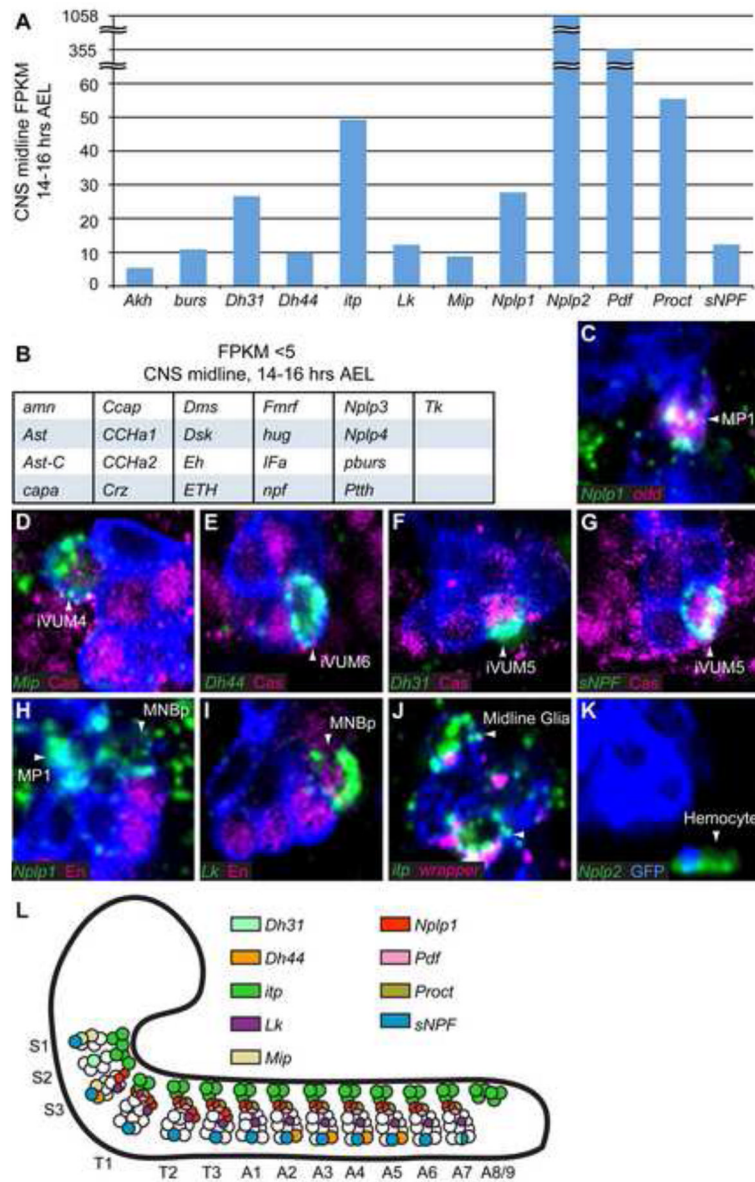 A
CNS midline FPKM
14-16 hrs AEL
1058
355
60
50
40
30
20
10
0
Akh burs Dh31 Dh44 itp Lk Mip Nplp1 Nplp2 Pdf Proct sNPF
B
FPKM <5
CNS midline, 14-16 hrs AEL
amn Ccap Dms Fmrf Nplp3 Tk
Ast CCHa1 Dsk hug Nplp4
Ast-C CCHa2 Eh IFa pburs
capa Crz ETH npf Ptth
C
MP1
Nplp1 odd
D
iVUM4
Mip Cas
E
iVUM6
Dh44 Cas
F
iVUM5
Dh31 Cas
G
iVUM5
sNPF Cas
H
MNBp
MP1
Nplp1 En
I
MNBp
Lk En
J
Midline Glia
itp wrapper
K
Hemocyte
Nplp2 GFP
L
Dh31 Nplp1
Dh44 Pdf
itp Proct
Lk sNPF
Mip
S1
S2
S3
T1 T2 T3 A1 A2 A3 A4 A5 A6 A7 A8/9